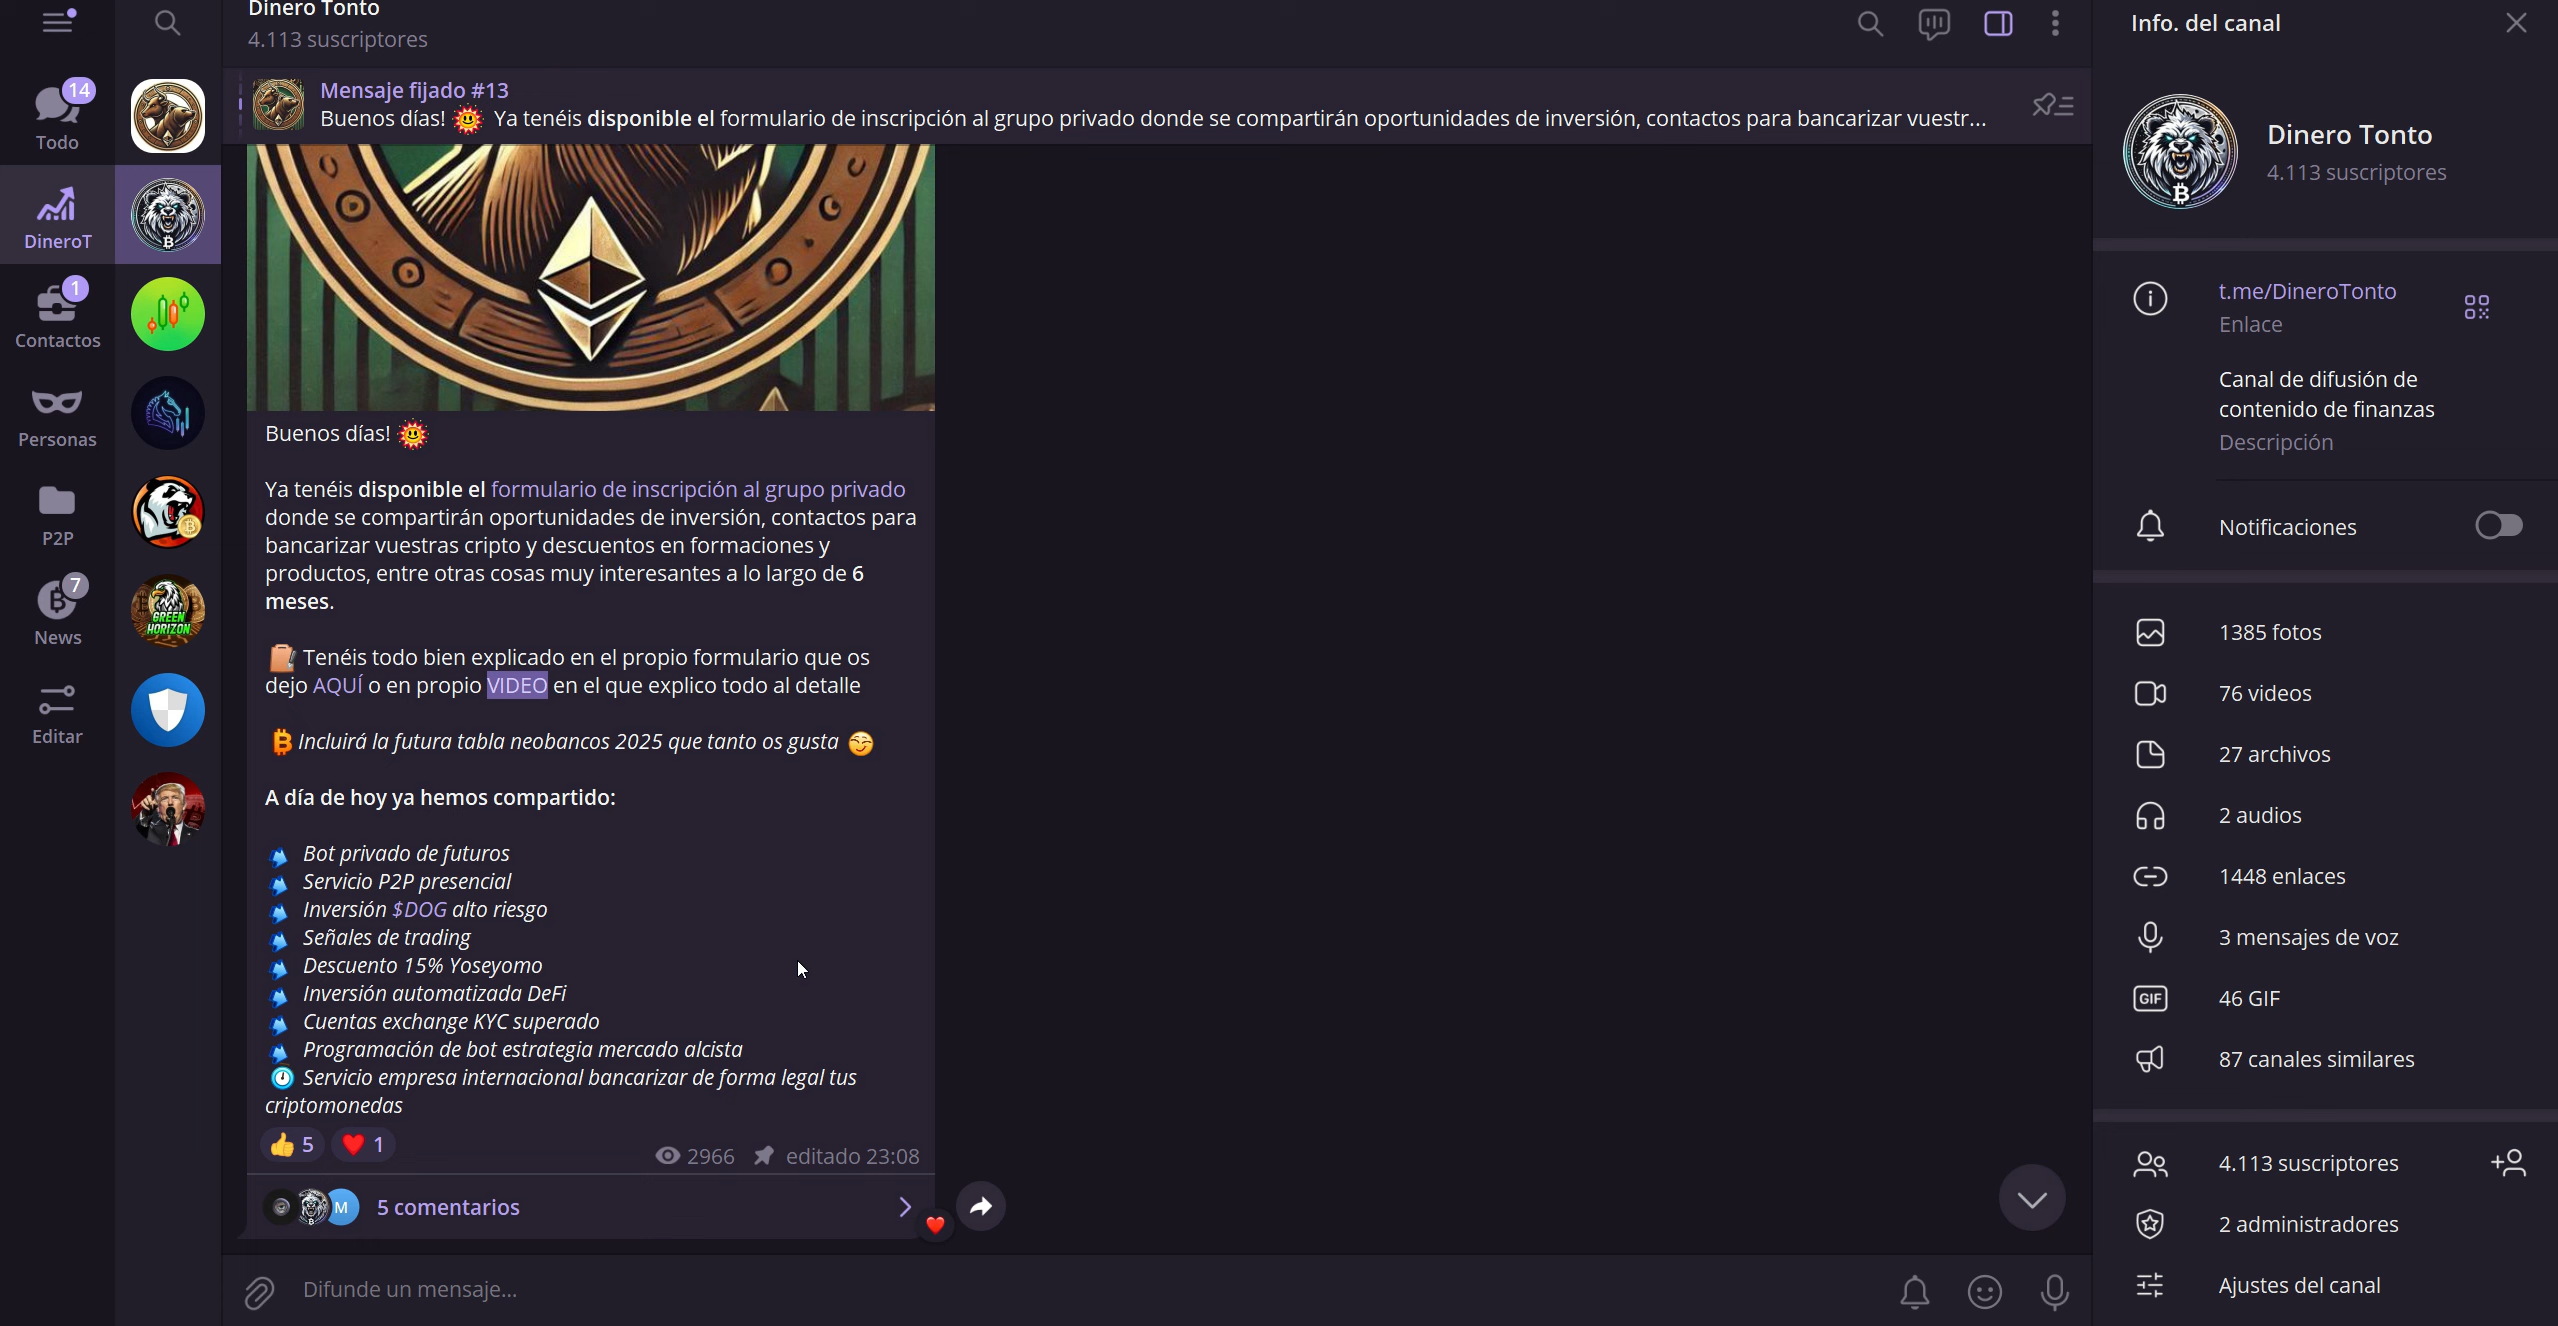 Dinero Tonto
4.113 suscriptores
Info. del canal
14
Todo
DineroT
1
Contactos
Personas
P2P
7
News
Editar
GREEN
HORIZON
Mensaje fijado #13
Buenos días! Ya tenéis disponible el formulario de inscripción al grupo privado donde se compartirán oportunidades de inversión, contactos para bancarizar vuestr...
Buenos días!
Ya tenéis disponible el formulario de inscripción al grupo privado
donde se compartirán oportunidades de inversión, contactos para
bancarizar vuestras cripto y descuentos en formaciones y
productos, entre otras cosas muy interesantes a lo largo de 6
meses.
Tenéis todo bien explicado en el propio formulario que os
dejo AQUÍ o en propio VIDEO en el que explico todo al detalle
Incluirá la futura tabla neobancos 2025 que tanto os gusta
A día de hoy ya hemos compartido:
Bot privado de futuros
Servicio P2P presencial
Inversión $DOG alto riesgo
Señales de trading
Descuento 15% Yoseyomo
Inversión automatizada DeFi
Cuentas exchange KYC superado
Programación de bot estrategia mercado alcista
Servicio empresa internacional bancarizar de forma legal tus
criptomonedas
5 1
2966 editado 23:08
M 5 comentarios
Difunde un mensaje...
Dinero Tonto
4.113 suscriptores
t.me/DineroTonto
Enlace
Canal de difusión de
contenido de finanzas
Descripción
Notificaciones
1385 fotos
76 videos
27 archivos
2 audios
1448 enlaces
3 mensajes de voz
GIF 46 GIF
87 canales similares
4.113 suscriptores
2 administradores
Ajustes del canal